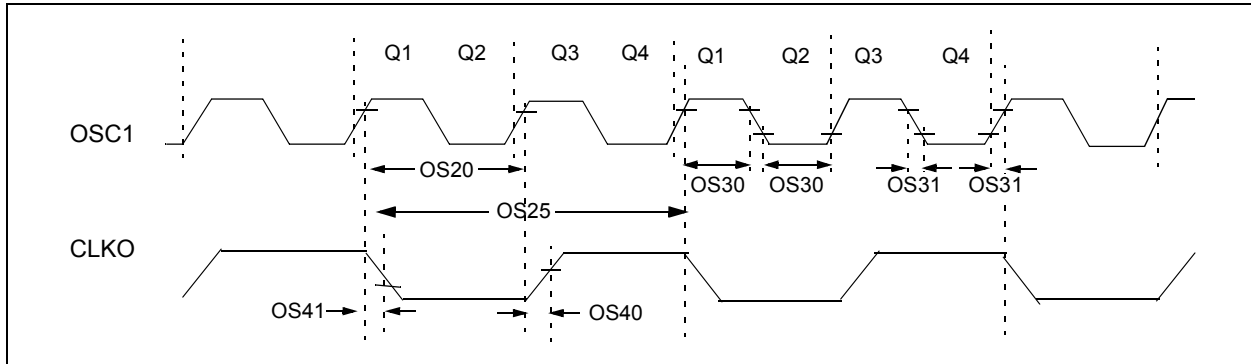 Q1 Q2 Q3 Q4 Q1 Q2 Q3 Q4
OSC1
OS20 OS30 OS30 OS31 OS31
OS25
CLKO
OS41 OS40